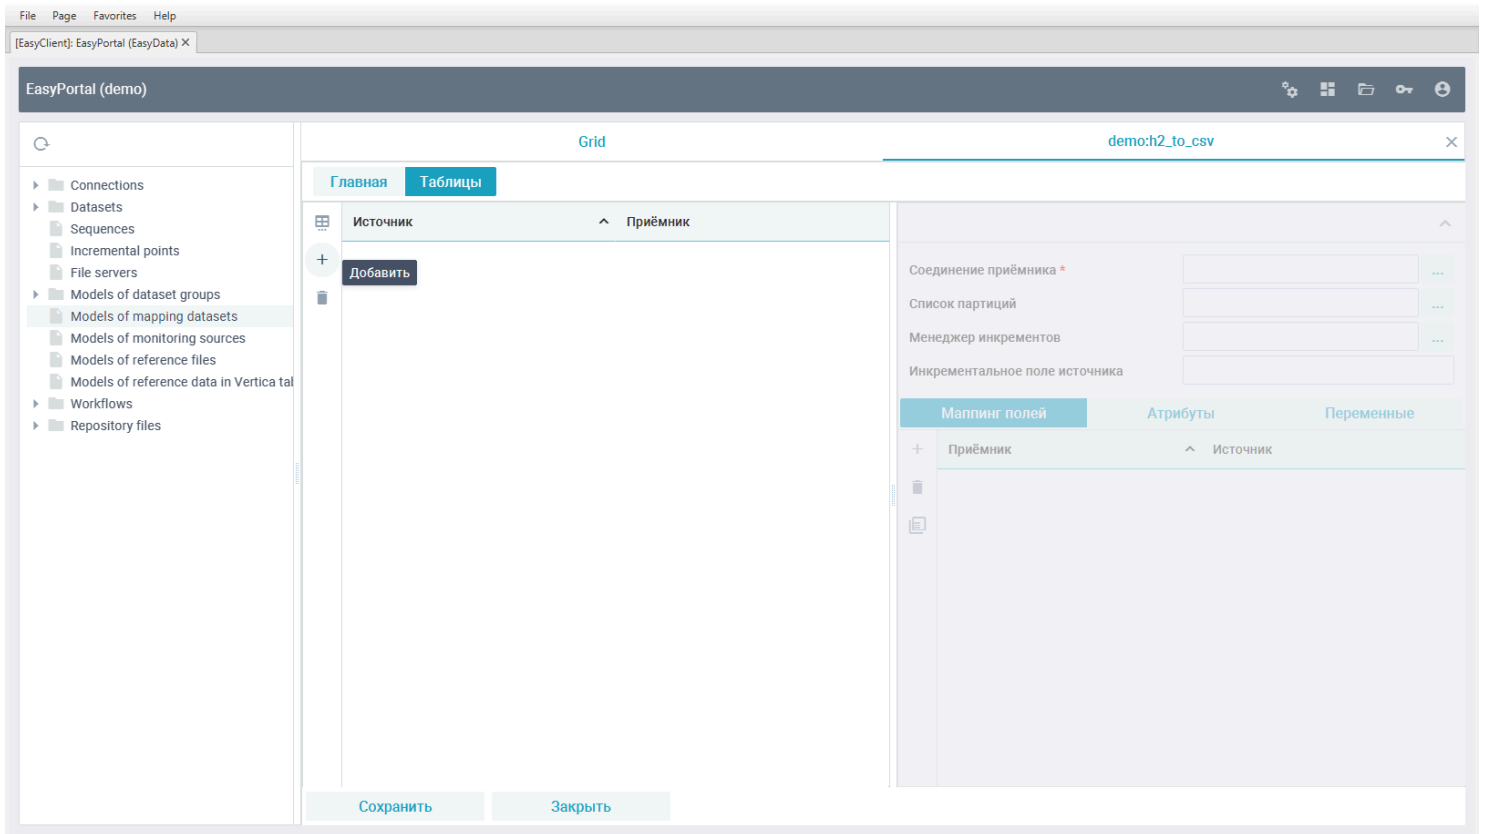 File Page Favorites Help
[EasyClient]: EasyPortal (EasyData)
EasyPortal (demo)
Grid
demo:h2_to_csv
Главная Таблицы
Connections
Datasets
Sequences
Incremental points
File servers
Models of dataset groups
Models of mapping datasets
Models of monitoring sources
Models of reference files
Models of reference data in Vertica tal
Workflows
Repository files
Источник Приёмник
Добавить
Соединение приёмника * ...
Список партиций ...
Менеджер инкрементов ...
Инкрементальное поле источника
Маппинг полей Атрибуты Переменные
Приёмник Источник
Сохранить Закрыть